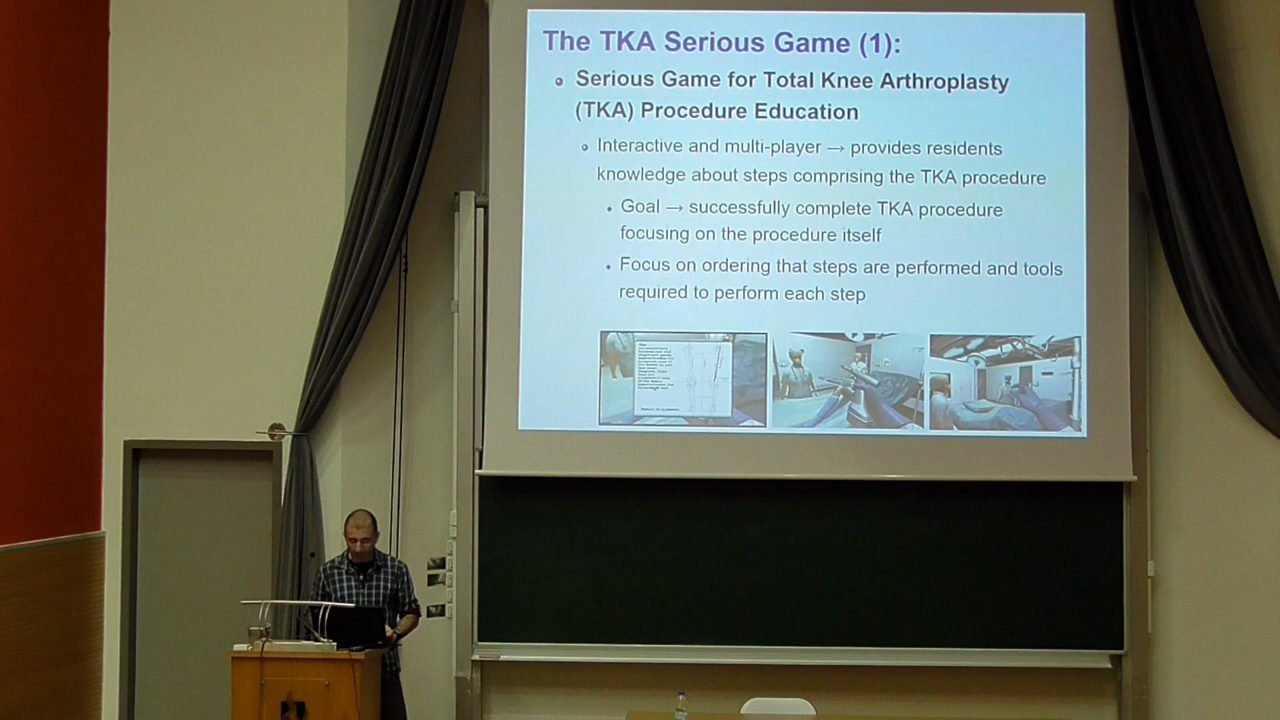 The TKA Serious Game (1):
Serious Game for Total Knee Arthroplasty
(TKA) Procedure Education
Interactive and multi-player → provides residents
knowledge about steps comprising the TKA procedure
Goal → successfully complete TKA procedure
focusing on the procedure itself
Focus on ordering that steps are performed and tools
required to perform each step